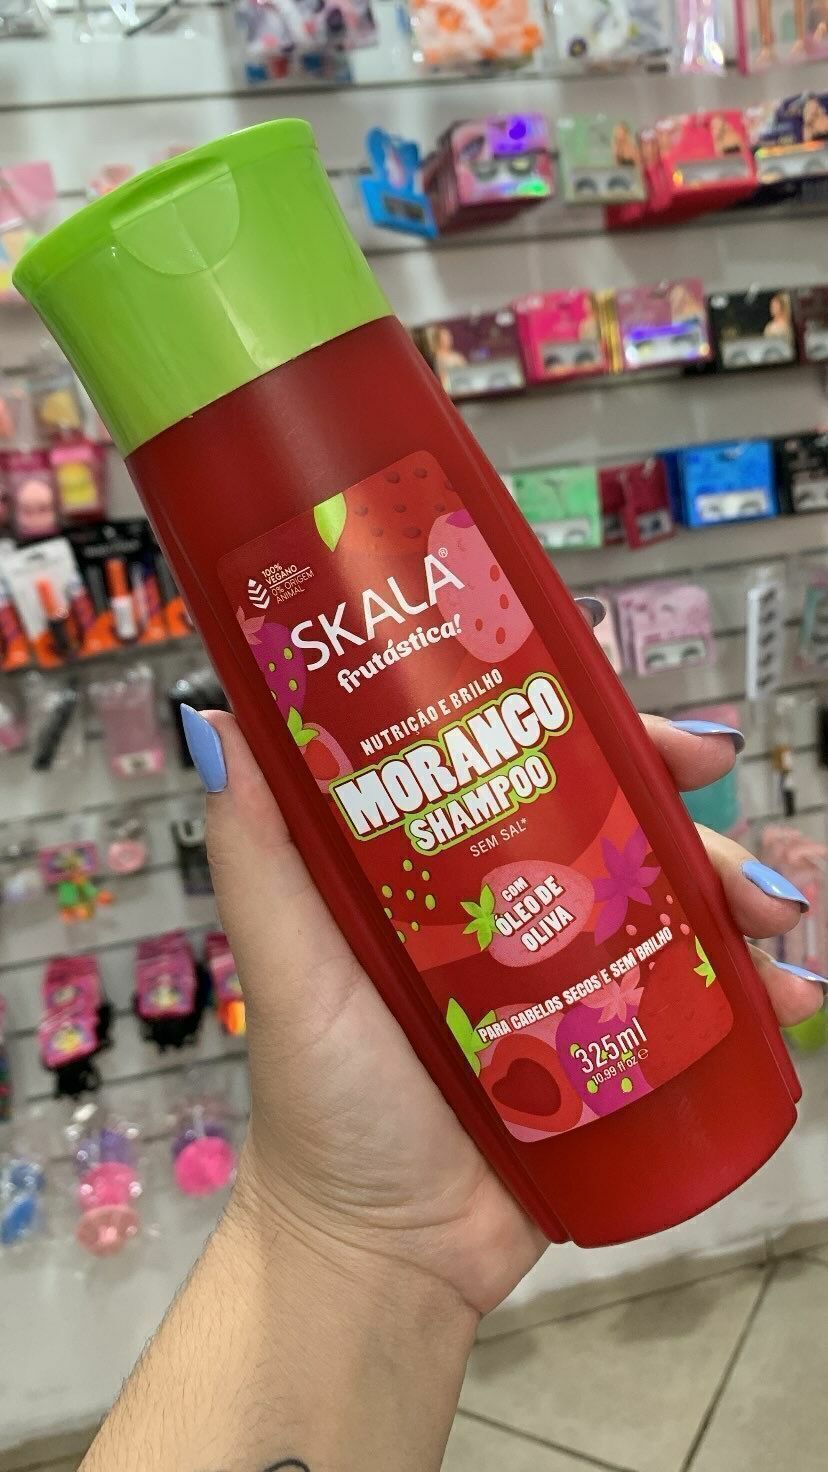 100%
VEGANO
0% ORIGEM
ANIMAL
SKALA®
frutástica!
NUTRIÇÃO E BRILHO
MORANGO
SHAMPOO
SEM SAL*
COM
ÓLEO DE
OLIVA
PARA CABELOS SECOS E SEM BRILHO
325ml
10.99 fl oz ℮